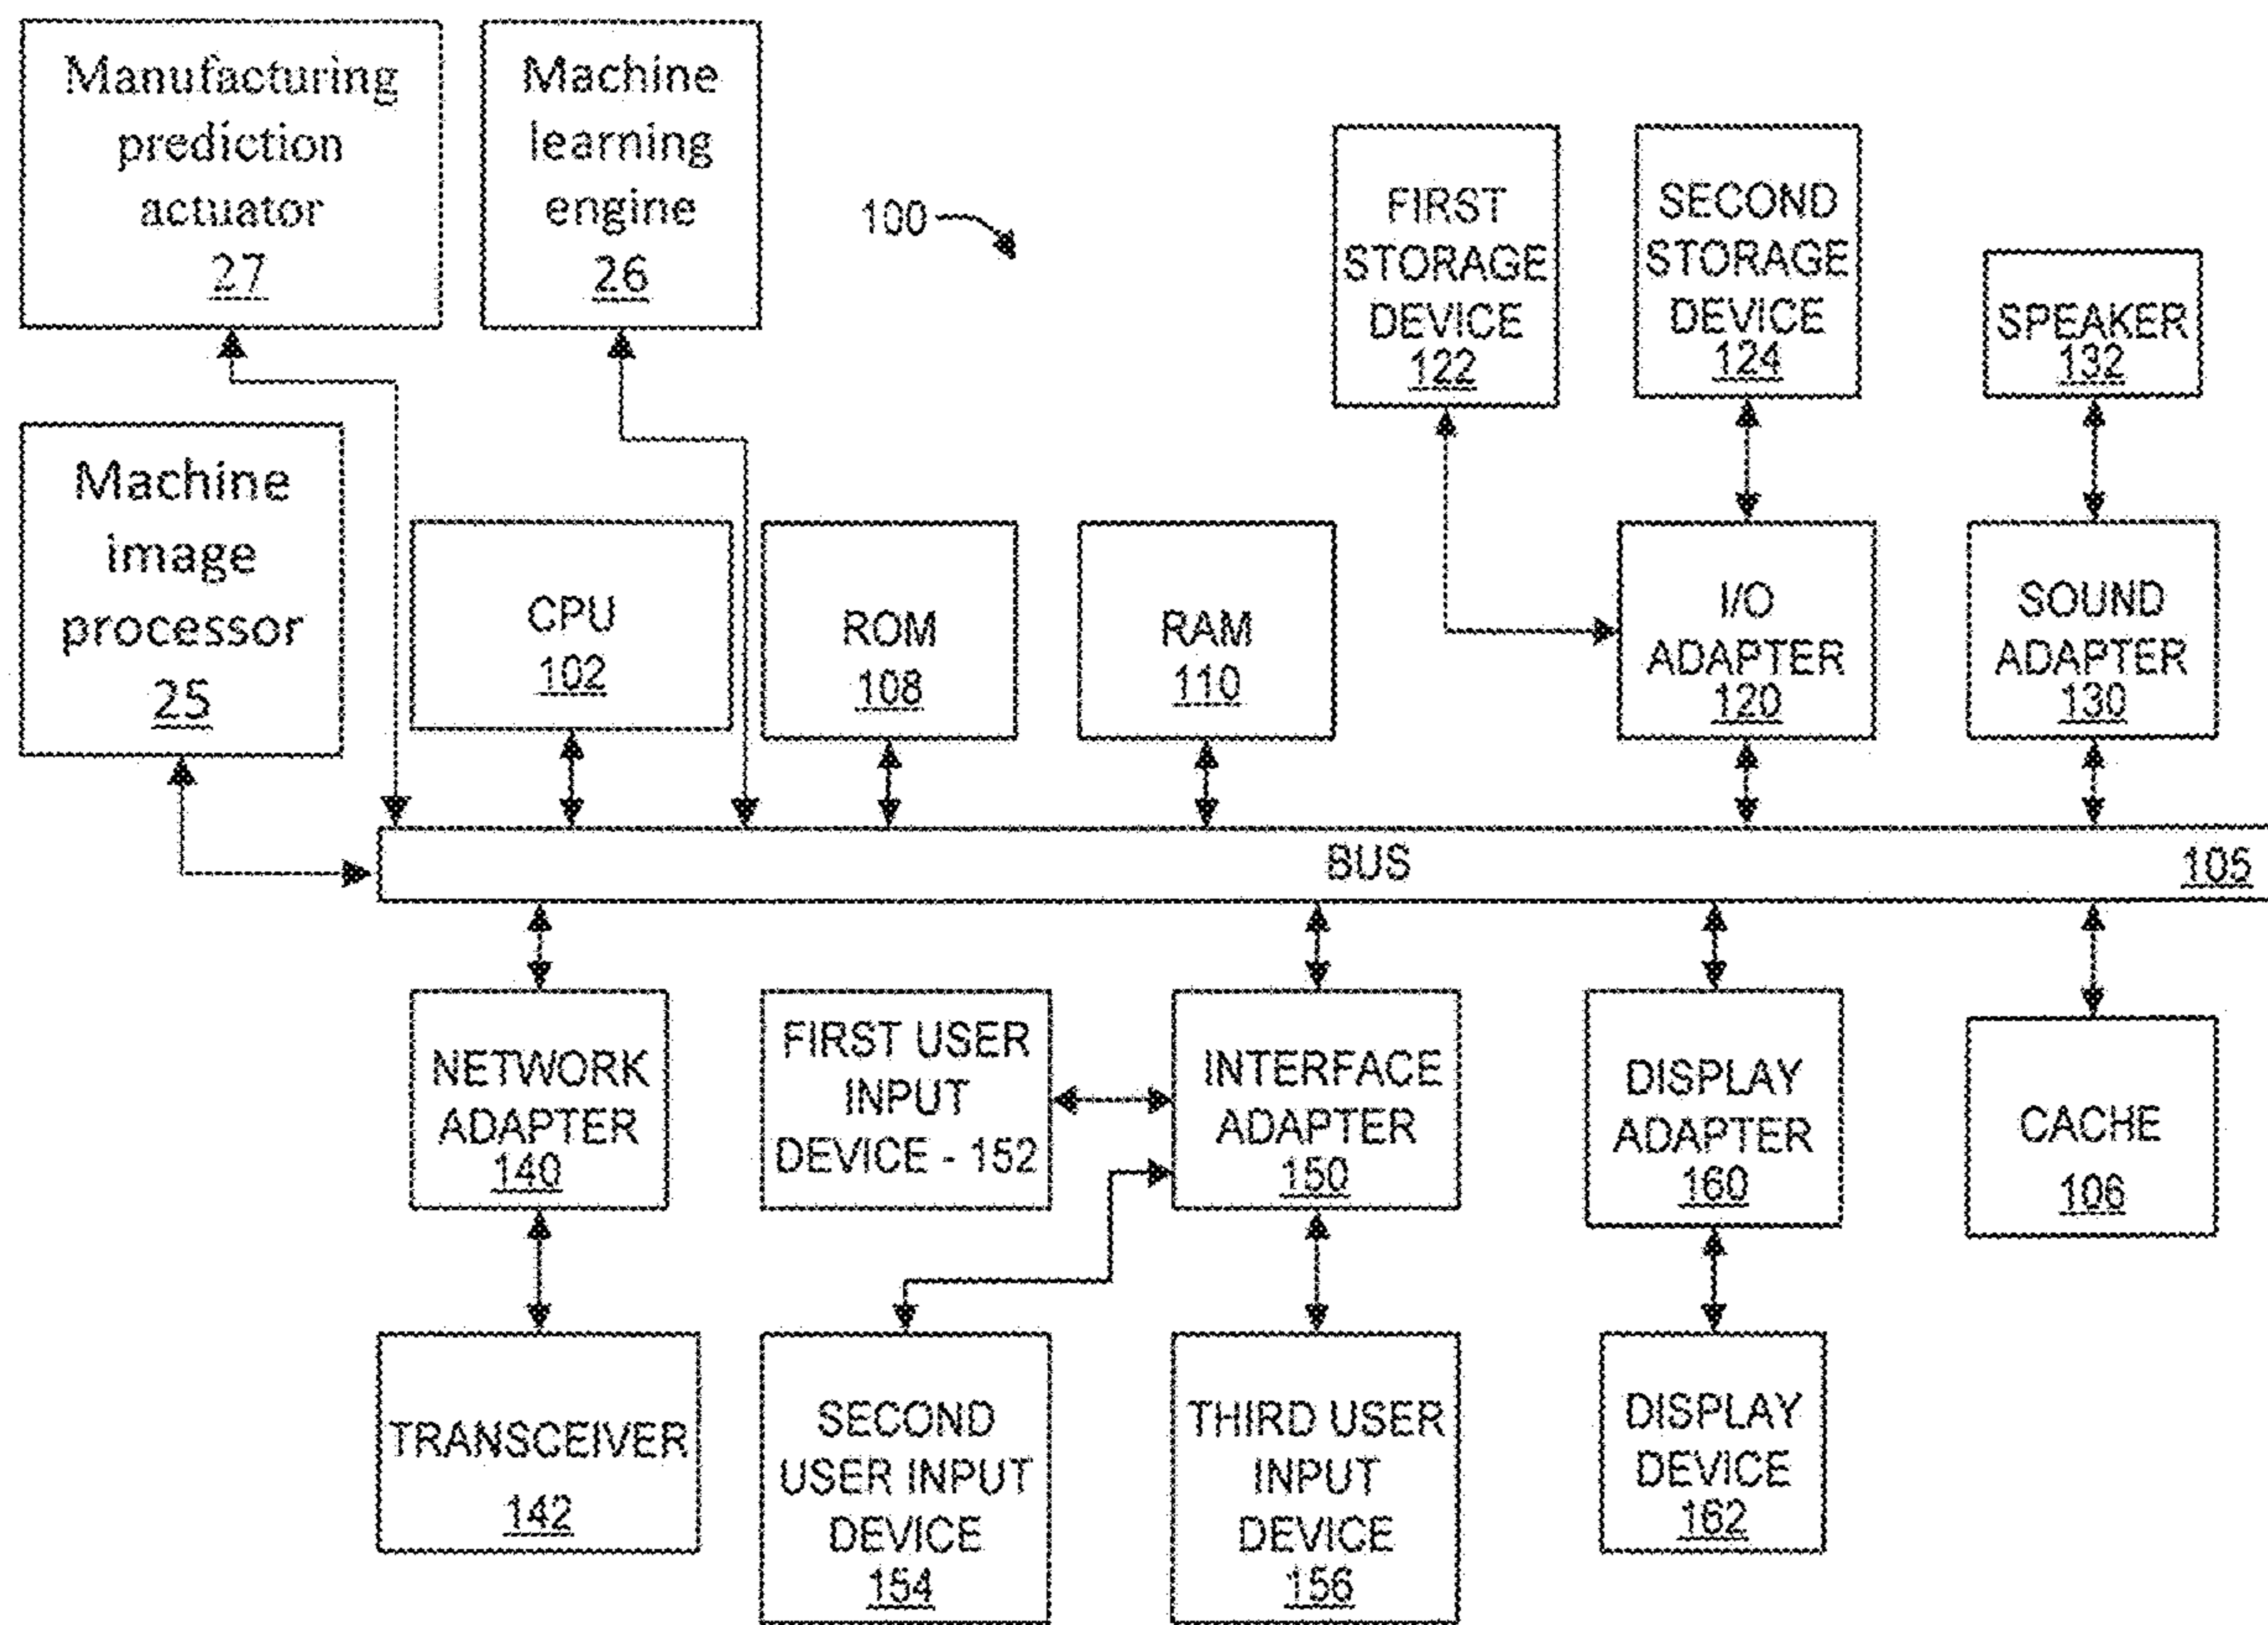 Manufacturing
prediction
actuator
27
Machine
learning
engine
26
100
FIRST
STORAGE
DEVICE
122
SECOND
STORAGE
DEVICE
124
SPEAKER
132
Machine
image
processor
25
CPU
102
ROM
108
RAM
110
I/O
ADAPTER
120
SOUND
ADAPTER
130
BUS
105
NETWORK
ADAPTER
140
FIRST USER
INPUT
DEVICE - 152
INTERFACE
ADAPTER
150
DISPLAY
ADAPTER
160
CACHE
106
TRANSCEIVER
142
SECOND
USER INPUT
DEVICE
154
THIRD USER
INPUT
DEVICE
156
DISPLAY
DEVICE
162